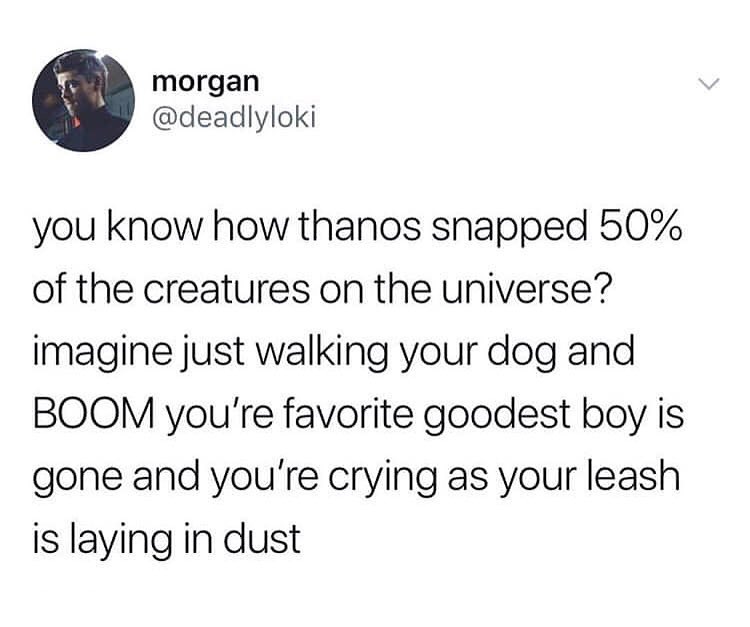 morgan
@deadlyloki
you know how thanos snapped 50%
of the creatures on the universe?
imagine just walking your dog and
BOOM you're favorite goodest boy is
gone and you're crying as your leash
is laying in dust